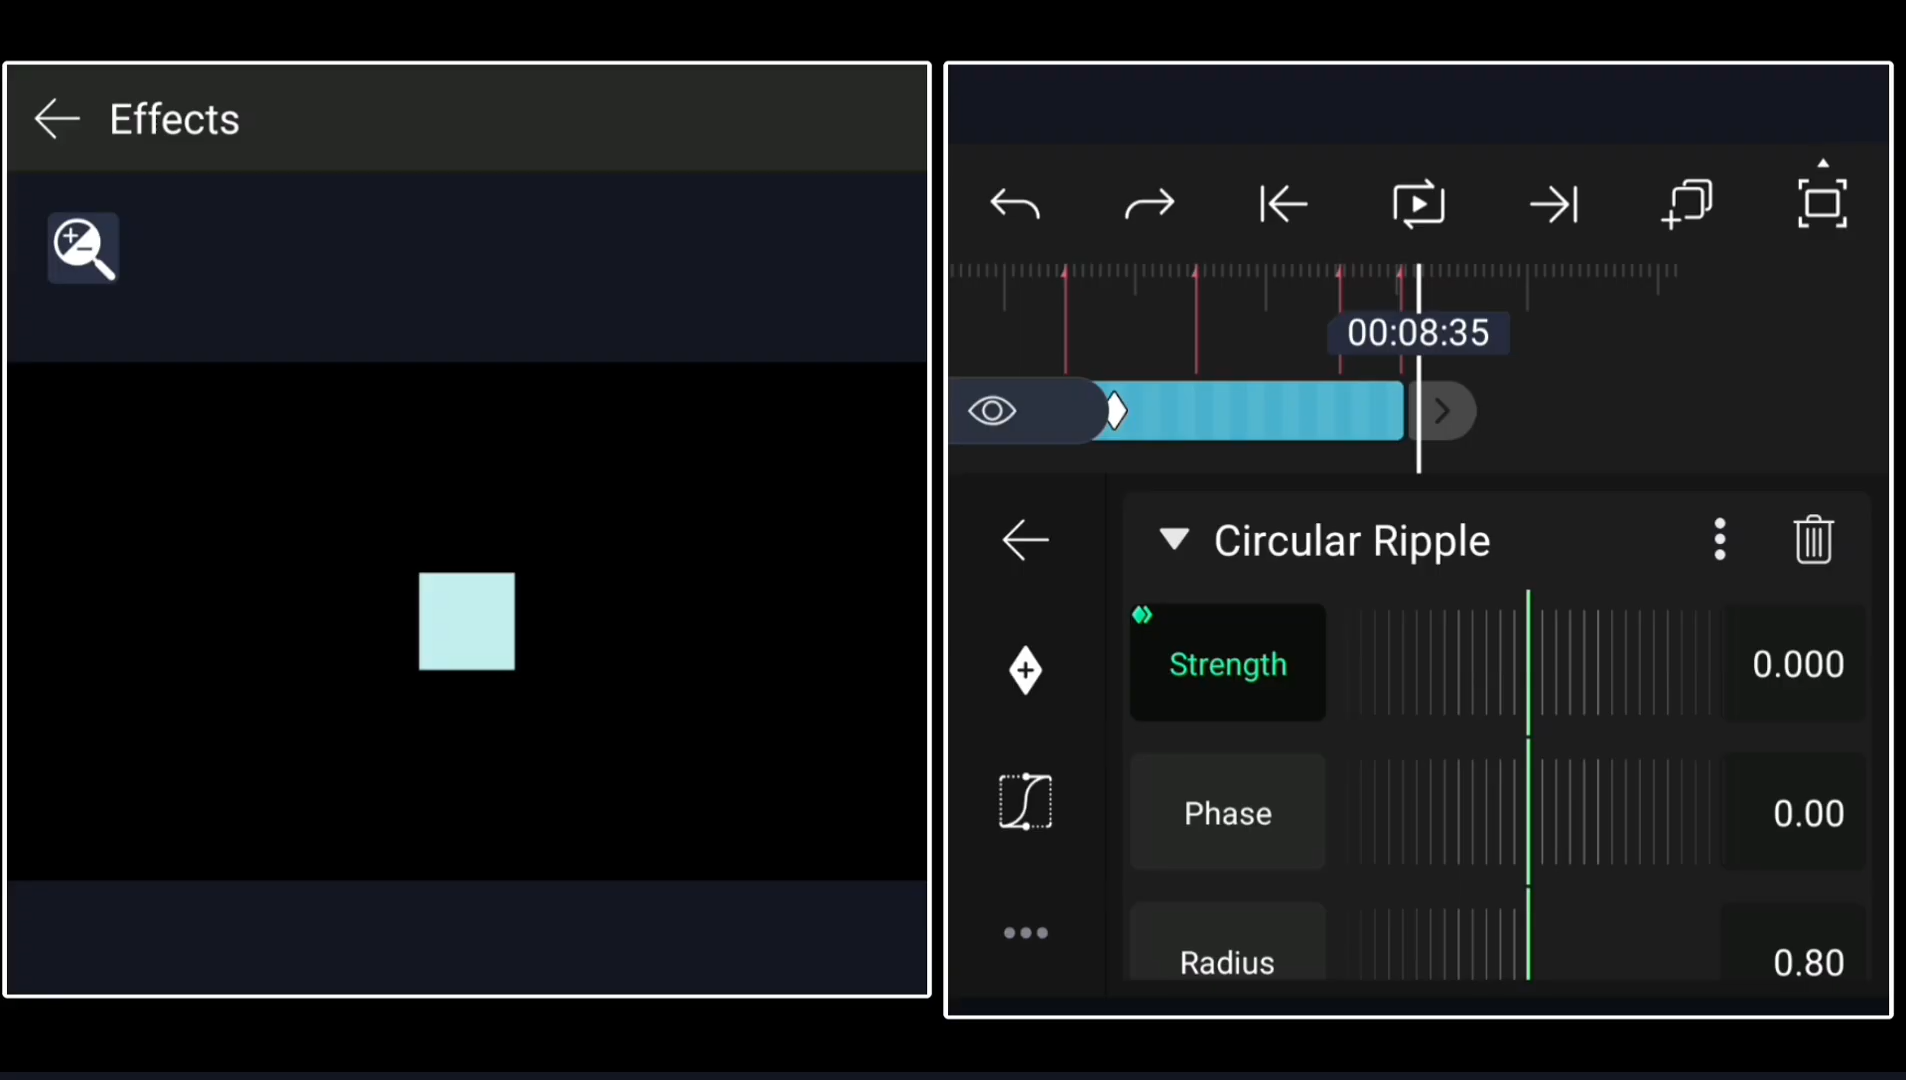 Effects
00:08:35
Circular Ripple
Strength
0.000
Phase
0.00
Radius
0.80